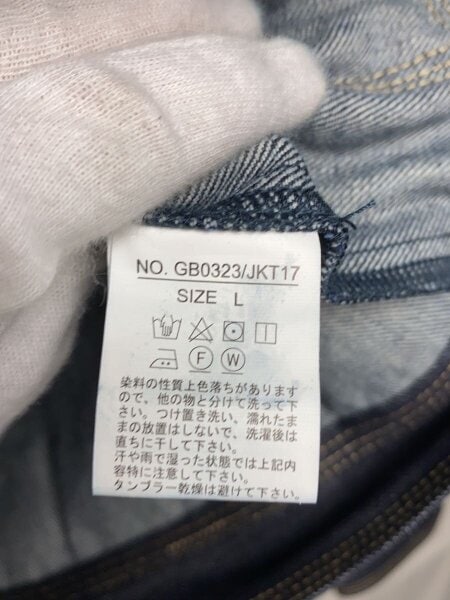 NO. GB0323/JKT17
SIZE L
F W
染料の性質上色落ちがあります
ので、他の物と分けて洗って下
さい。つけ置き洗い、濡れたま
まの放置はしないで、洗濯後は
直ちに干して下さい。
汗や雨で湿った状態では上記内
容特に注意して下さい。
タンブラー乾燥は避けて下さい。